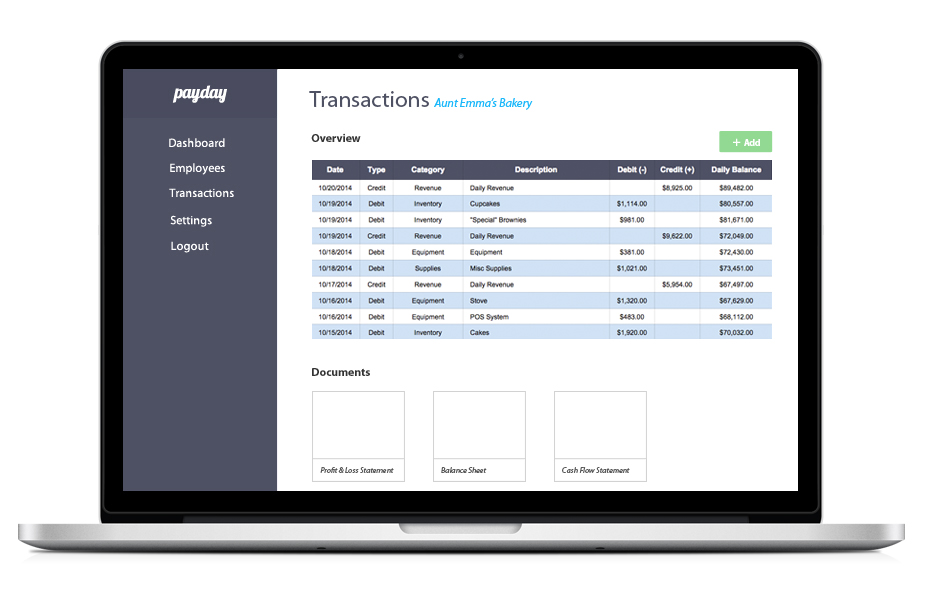 payday
Dashboard
Employees
Transactions
Settings
Logout
Transactions Aunt Emma's Bakery
Overview
+ Add
Date Type Category Description Debit (-) Credit (+) Daily Balance
10/20/2014 Credit Revenue Daily Revenue $8,925.00 $89,482.00
10/19/2014 Debit Inventory Cupcakes $1,114.00 $80,557.00
10/19/2014 Debit Inventory "Special" Brownies $981.00 $81,671.00
10/19/2014 Credit Revenue Daily Revenue $9,622.00 $72,049.00
10/18/2014 Debit Equipment Equipment $381.00 $72,430.00
10/18/2014 Debit Supplies Misc Supplies $1,021.00 $73,451.00
10/17/2014 Credit Revenue Daily Revenue $5,954.00 $67,497.00
10/16/2014 Debit Equipment Stove $1,320.00 $67,629.00
10/16/2014 Debit Equipment POS System $483.00 $68,112.00
10/15/2014 Debit Inventory Cakes $1,920.00 $70,032.00
Documents
Profit & Loss Statement Balance Sheet Cash Flow Statement